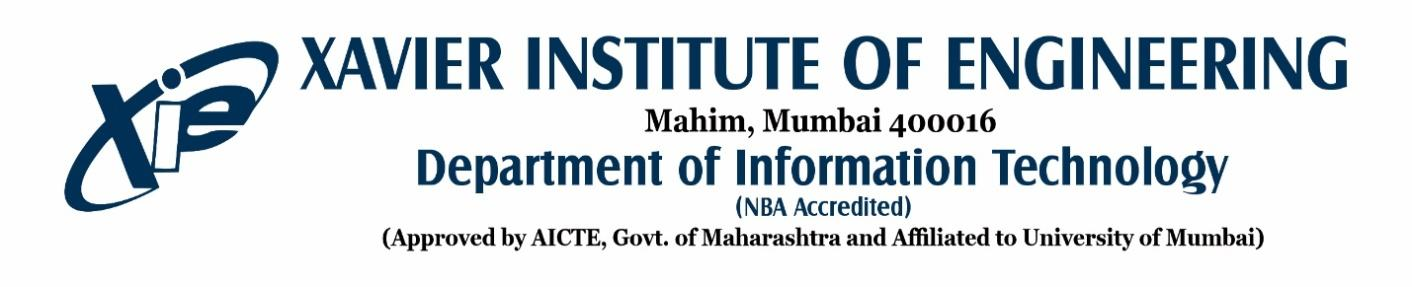 xie
XAVIER INSTITUTE OF ENGINEERING
Mahim, Mumbai 400016
Department of Information Technology
(NBA Accredited)
(Approved by AICTE, Govt. of Maharashtra and Affiliated to University of Mumbai)